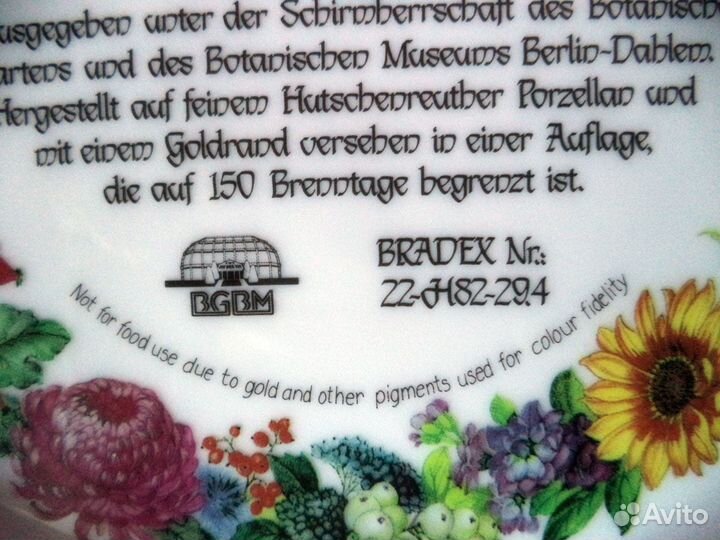 usgegeben unter der Schirmherrschaft des Botanisch
artens und des Botanischen Museums Berlin-Dahlem.
Hergestellt auf feinem Hutschenreuther Porzellan und
mit einem Goldrand versehen in einer Auflage,
die auf 150 Brenntage begrenzt ist.
BGBM
BRADEX Nr.:
22-H82-29.4
Not for food use due to gold and other pigments used for colour fidelity
Avito